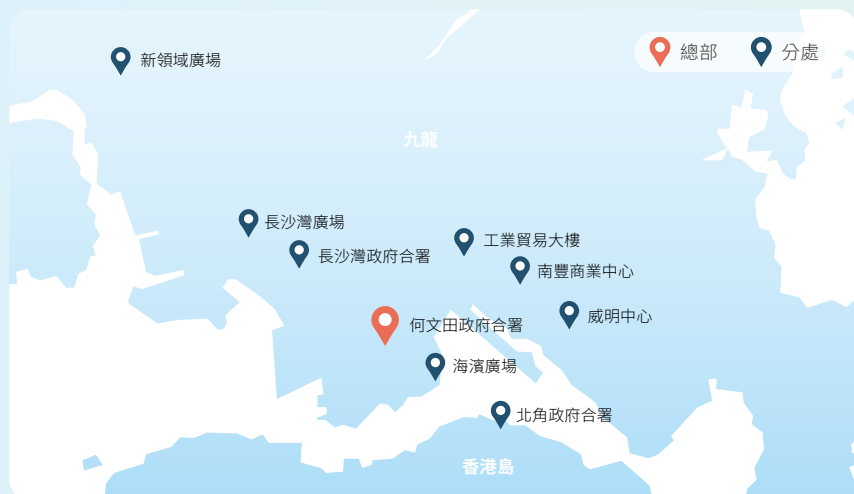 總部
分處
新領域廣場
九龍
長沙灣廣場
工業貿易大樓
長沙灣政府合署
南豐商業中心
威明中心
何文田政府合署
海濱廣場
北角政府合署
香港島